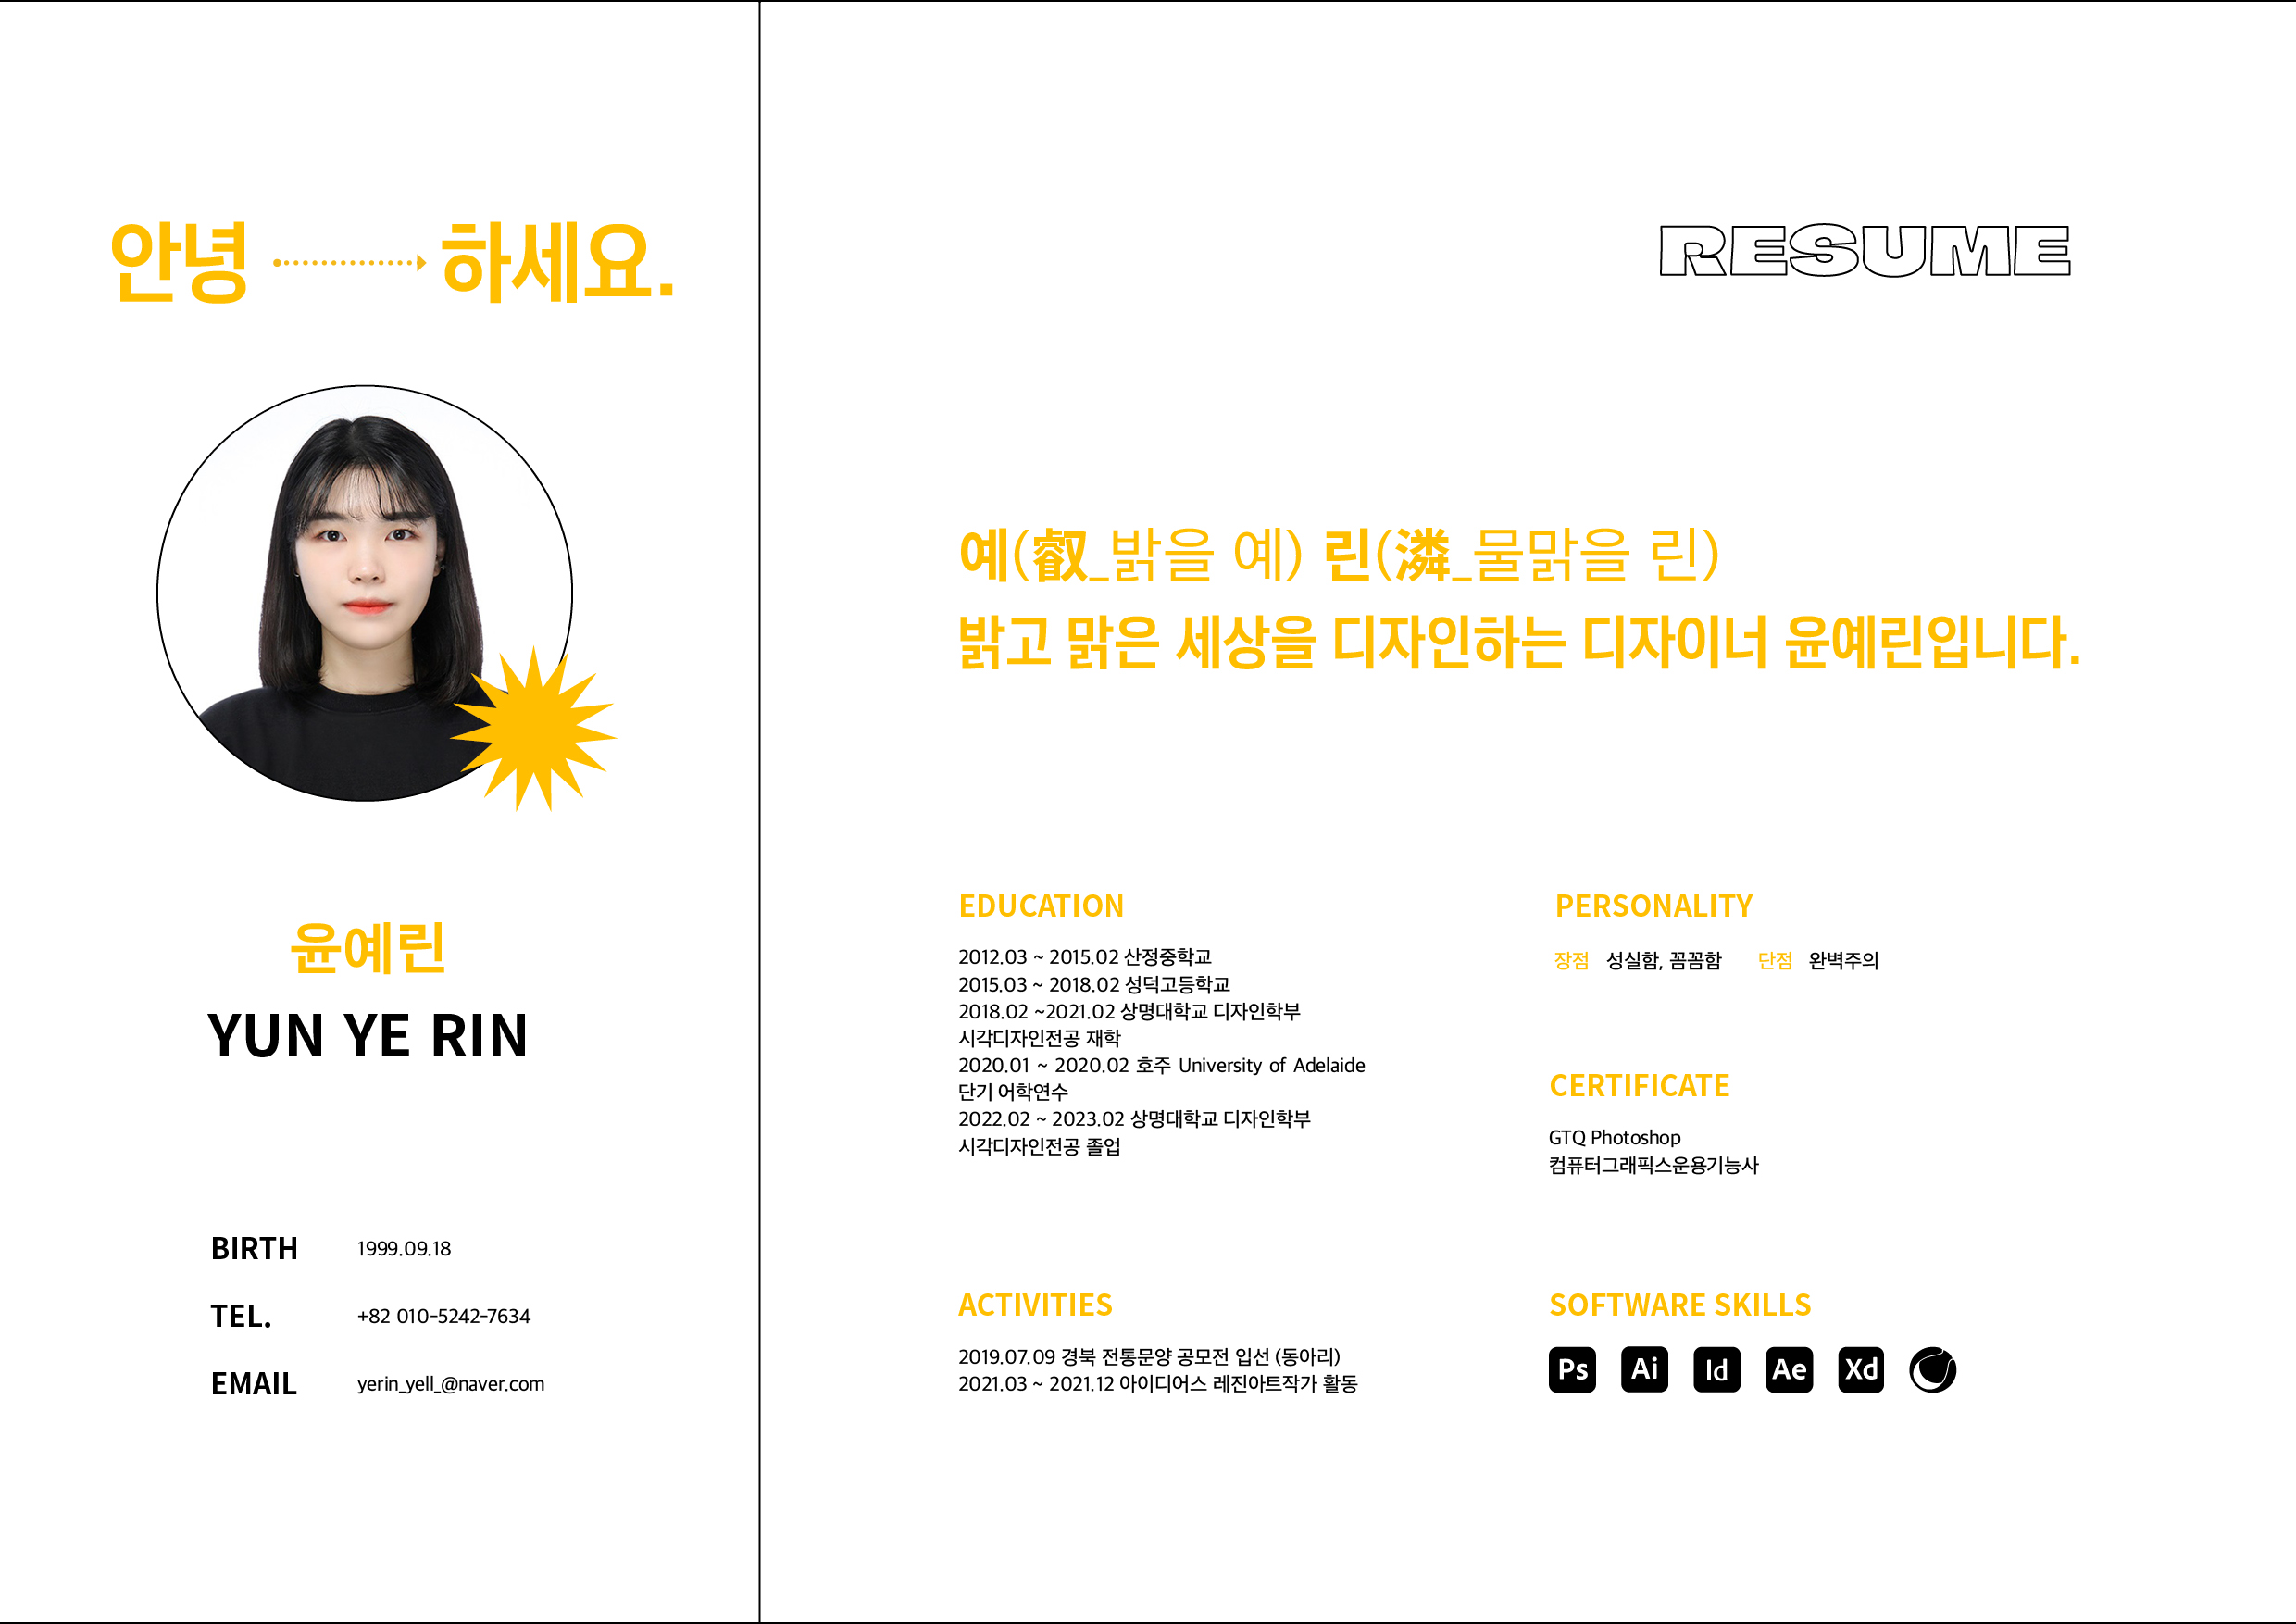 안녕 하세요.
윤예린
YUN YE RIN
BIRTH 1999.09.18
TEL. +82 010-5242-7634
EMAIL yerin_yell_@naver.com
RESUME
예(叡_밝을 예) 린(潾_물맑을 린)
밝고 맑은 세상을 디자인하는 디자이너 윤예린입니다.
EDUCATION
2012.03 ~ 2015.02 산정중학교
2015.03 ~ 2018.02 성덕고등학교
2018.02 ~2021.02 상명대학교 디자인학부
시각디자인전공 재학
2020.01 ~ 2020.02 호주 University of Adelaide
단기 어학연수
2022.02 ~ 2023.02 상명대학교 디자인학부
시각디자인전공 졸업
PERSONALITY
장점 성실함, 꼼꼼함 단점 완벽주의
CERTIFICATE
GTQ Photoshop
컴퓨터그래픽스운용기능사
ACTIVITIES
2019.07.09 경북 전통문양 공모전 입선 (동아리)
2021.03 ~ 2021.12 아이디어스 레진아트작가 활동
SOFTWARE SKILLS
Ps Ai Id Ae Xd